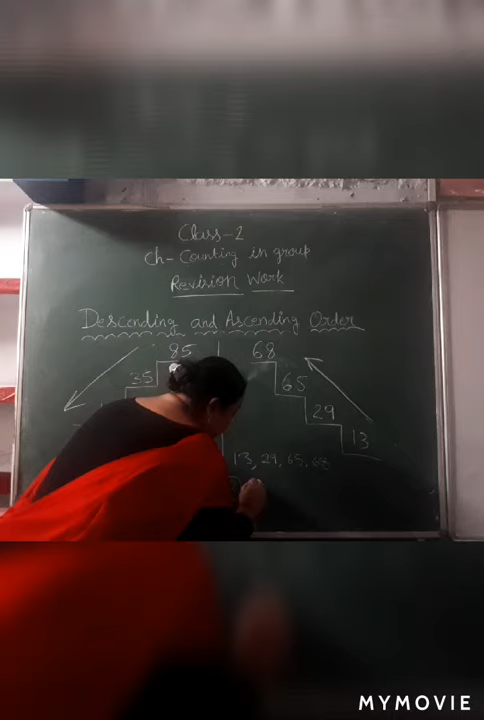 Class-2
Ch- Counting in group
Revision Work
Descending and Ascending Order
85
35
68
65
29
13
13, 29, 65, 68
MYMOVIE